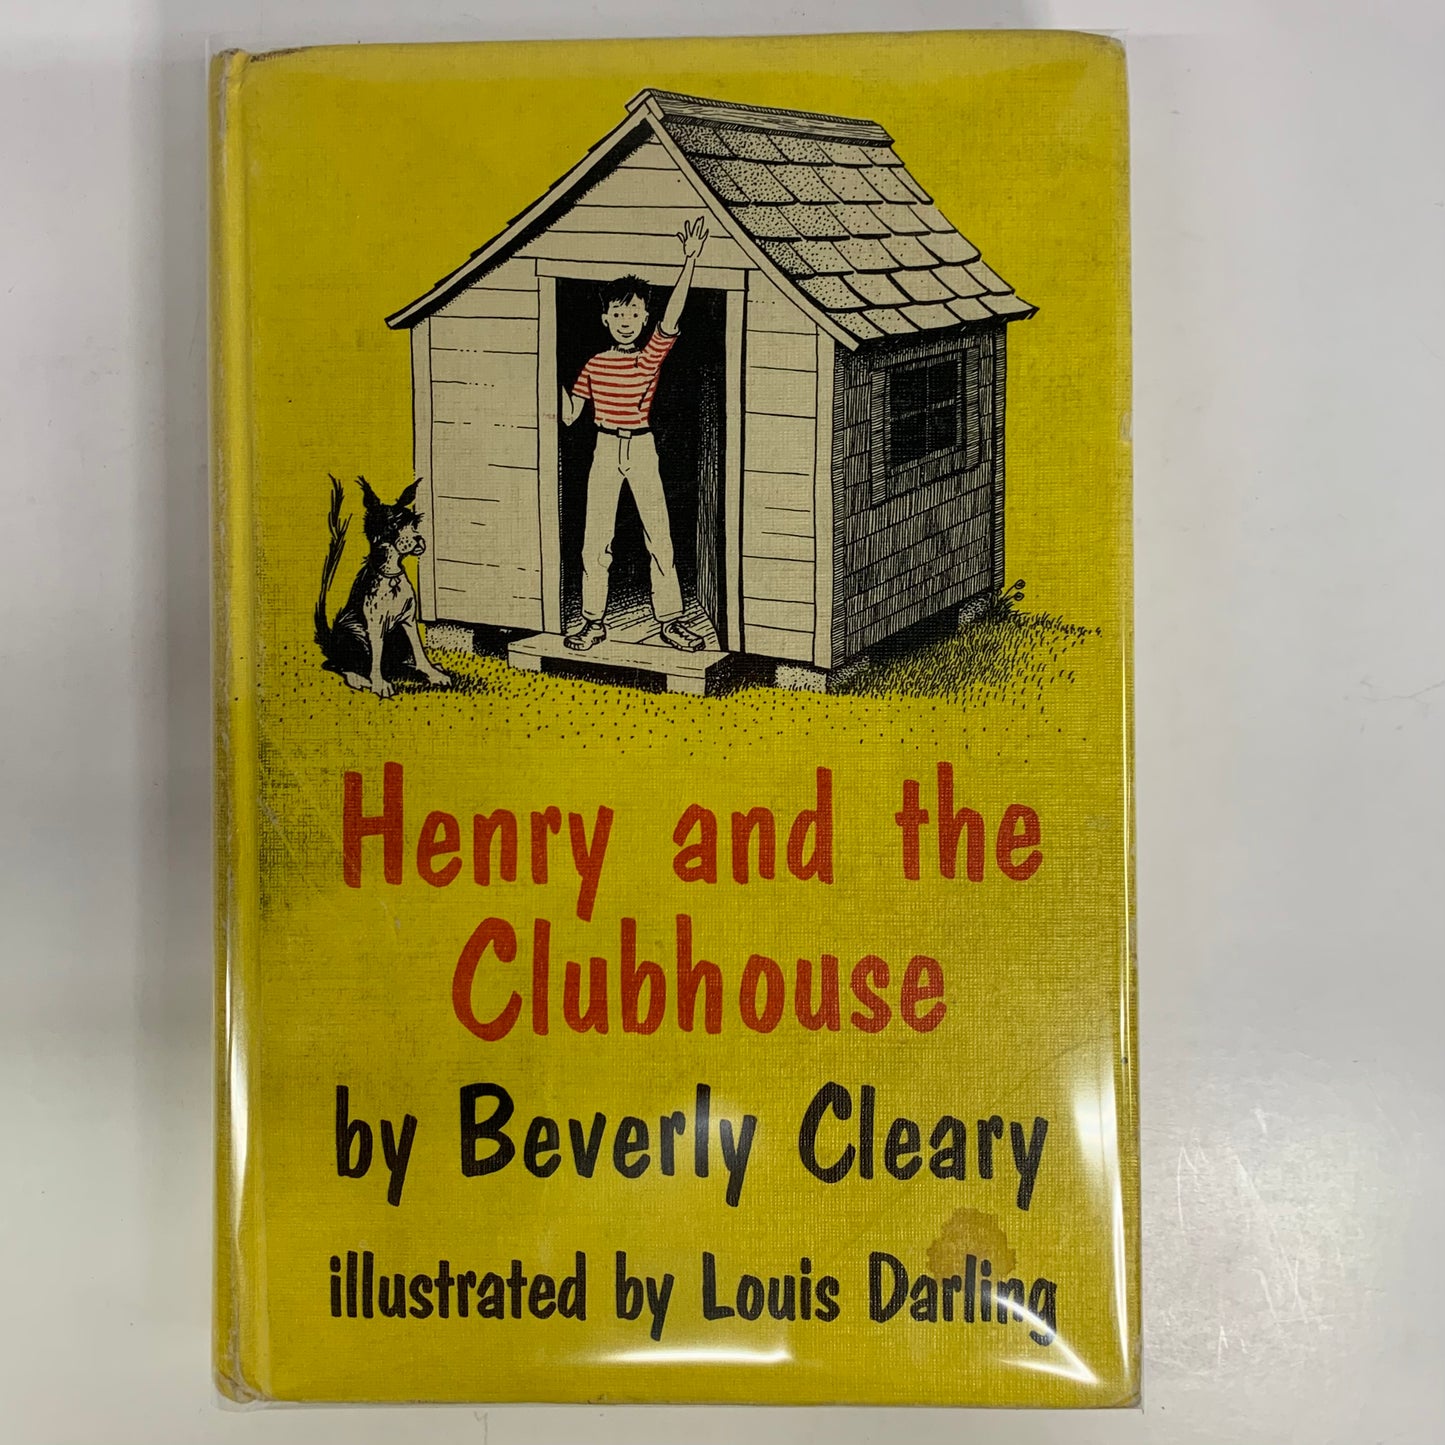 Henry and the
Clubhouse
by Beverly Cleary
illustrated by Louis Darling